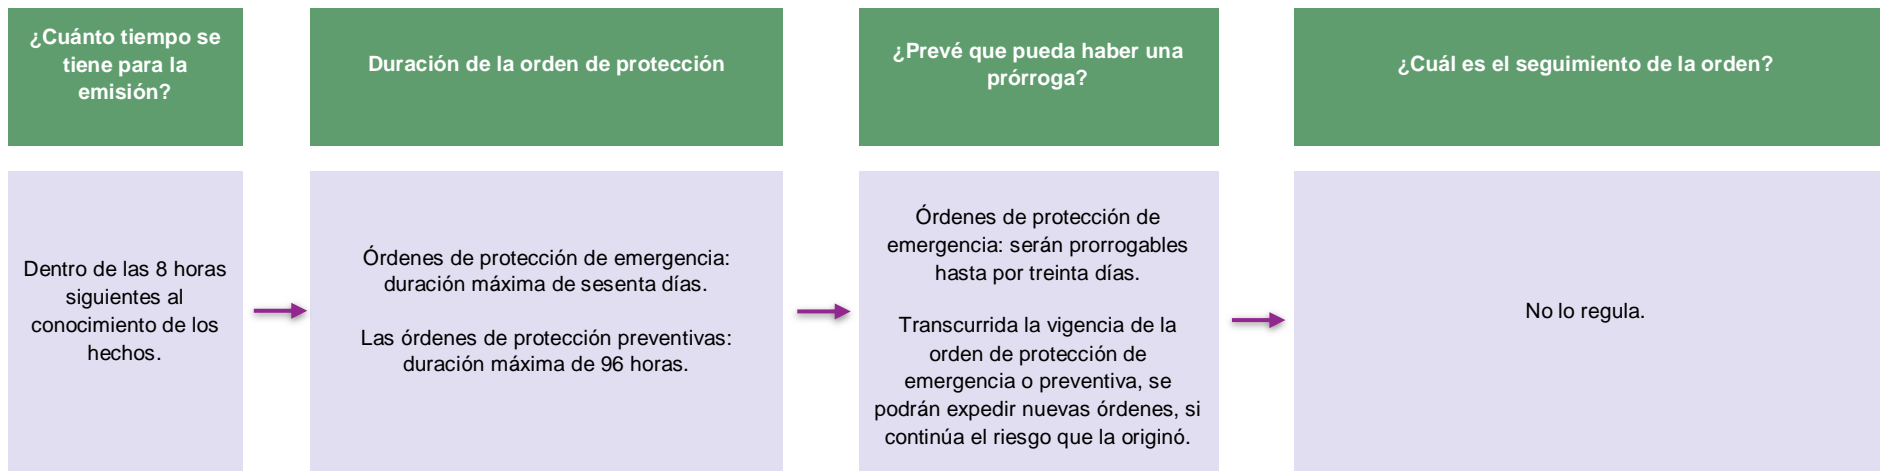 ¿Cuánto tiempo se
tiene para la
emisión?
Duración de la orden de protección
¿Prevé que pueda haber una
prórroga?
¿Cuál es el seguimiento de la orden?
Dentro de las 8 horas
siguientes al
conocimiento de los
hechos.
Órdenes de protección de emergencia:
duración máxima de sesenta días.
Las órdenes de protección preventivas:
duración máxima de 96 horas.
Órdenes de protección de
emergencia: serán prorrogables
hasta por treinta días.
Transcurrida la vigencia de la
orden de protección de
emergencia o preventiva, se
podrán expedir nuevas órdenes, si
continúa el riesgo que la originó.
No lo regula.